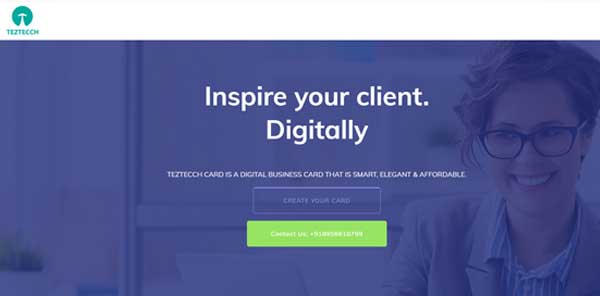 TEZTECCH
Inspire your client.
Digitally
TEZTECCH CARD IS A DIGITAL BUSINESS CARD THAT IS SMART, ELEGANT & AFFORDABLE.
CREATE YOUR CARD
Contact Us: